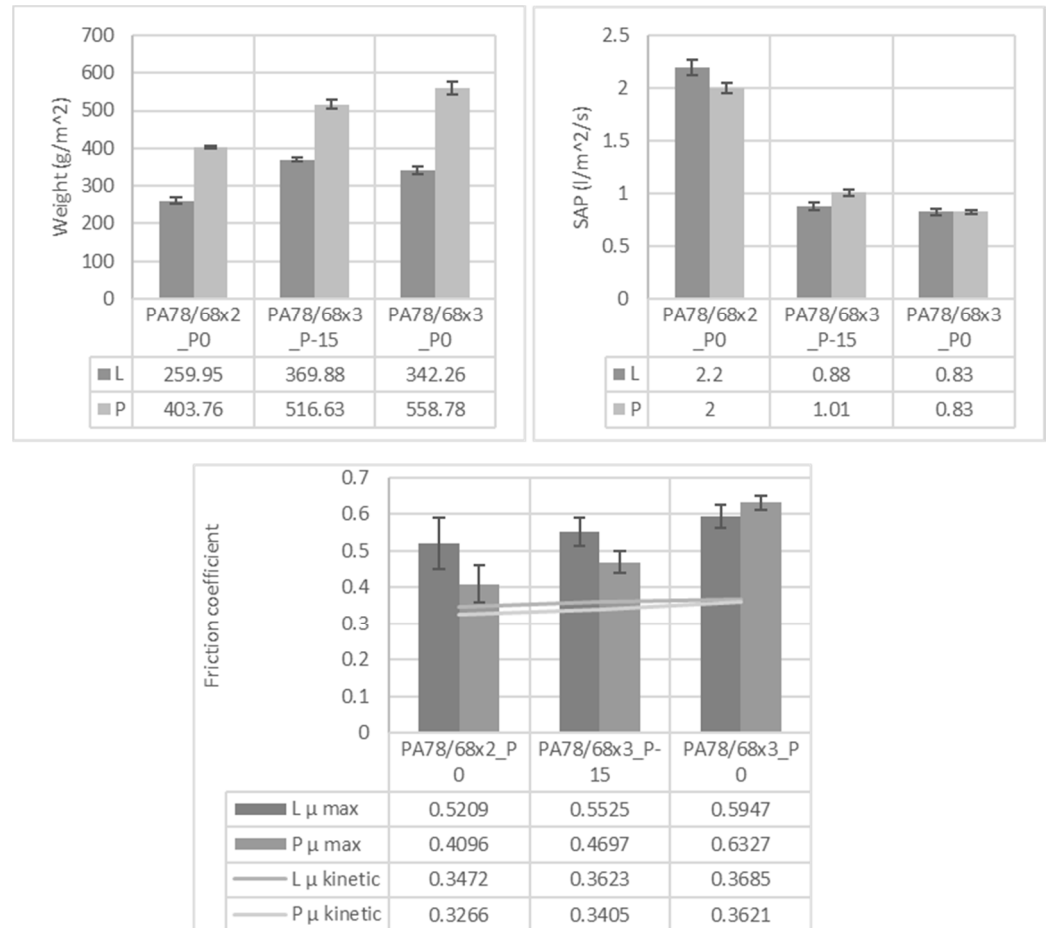 Weight (g/m^2)
700
600
500
400
300
200
100
0
PA78/68x2 PA78/68x3 PA78/68x3
_P0 _P-15 _P0
L 259.95 369.88 342.26
P 403.76 516.63 558.78
SAP (l/m^2/s)
2.5
2
1.5
1
0.5
0
PA78/68x2 PA78/68x3 PA78/68x3
_P0 _P-15 _P0
L 2.2 0.88 0.83
P 2 1.01 0.83
Friction coefficient
0.7
0.6
0.5
0.4
0.3
0.2
0.1
0
PA78/68x2_P PA78/68x3_P- PA78/68x3_P
0 15 0
L μ max 0.5209 0.5525 0.5947
P μ max 0.4096 0.4697 0.6327
L μ kinetic 0.3472 0.3623 0.3685
P μ kinetic 0.3266 0.3405 0.3621